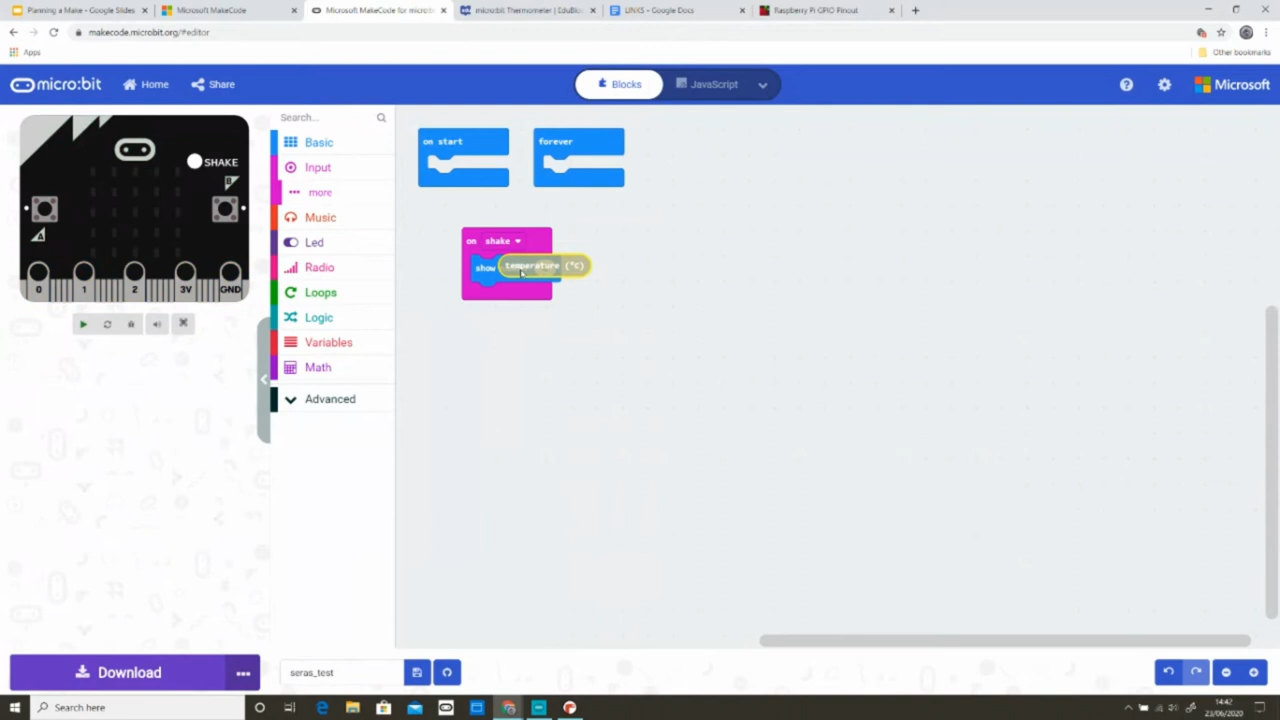 Planning a Make - Google Slides
Microsoft MakeCode
Microsoft MakeCode for micro:b
micro:bit Thermometer | EduBlo
LINKS - Google Docs
Raspberry Pi GPIO Pinout
makecode.microbit.org/#editor
Apps
Other bookmarks
micro:bit
Home
Share
Blocks
JavaScript
Microsoft
SHAKE
B
A
0
1
2
3V
GND
Search...
Basic
Input
more
Music
Led
Radio
Loops
Logic
Variables
Math
Advanced
on start
forever
on shake
show
temperature (°C)
Download
seras_test
Search here
14:42
23/06/2020